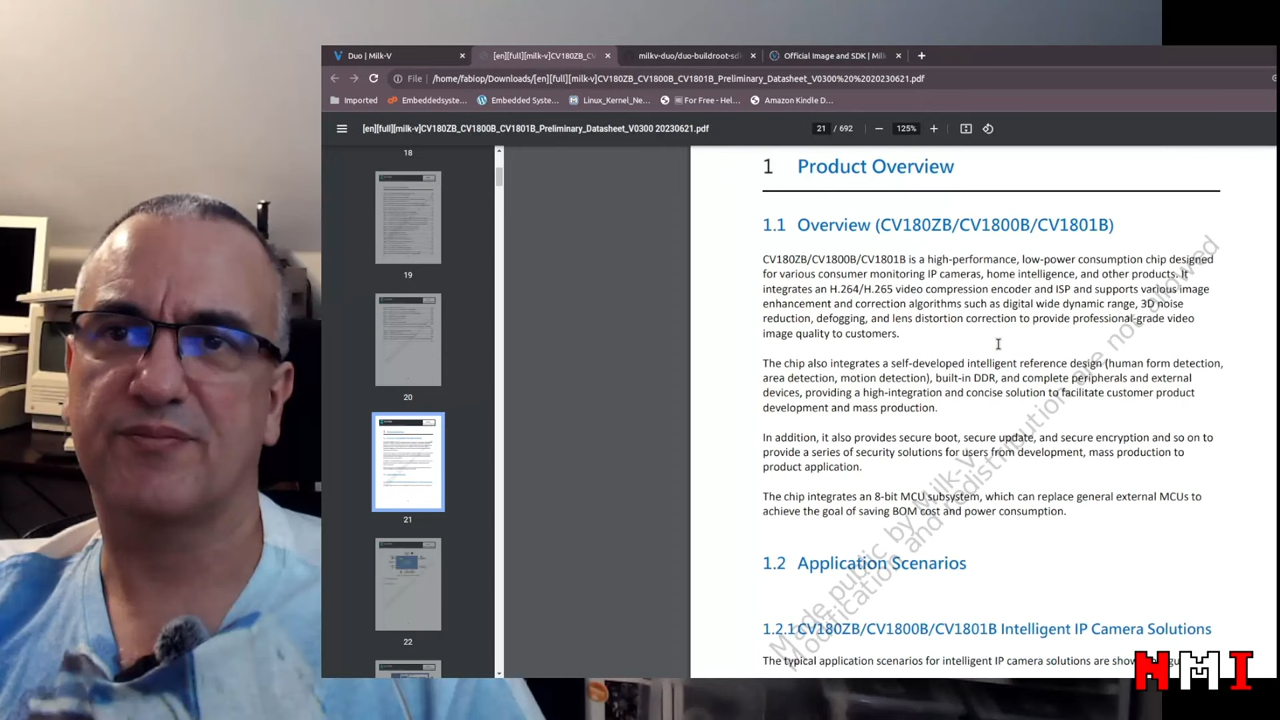 Duo | Milk-V
[en][full][milk-v]CV180ZB_CV
milkv-duo/duo-buildroot-sd
Official Image and SDK | Mil
File
/home/fabiop/Downloads/[en][full][milk-v]CV180ZB_CV1800B_CV1801B_Preliminary_Datasheet_V0300%20%2020230621.pdf
Imported
Embeddedsyste...
Embedded Syste...
Linux_Kernel_Ne...
For Free - Hel...
Amazon Kindle D...
[en][full][milk-v]CV180ZB_CV1800B_CV1801B_Preliminary_Datasheet_V0300 20230621.pdf
21 / 692
125%
18
19
20
21
22
1 Product Overview
1.1 Overview (CV180ZB/CV1800B/CV1801B)
CV180ZB/CV1800B/CV1801B is a high-performance, low-power consumption chip designed
for various consumer monitoring IP cameras, home intelligence, and other products. It
integrates an H.264/H.265 video compression encoder and ISP and supports various image
enhancement and correction algorithms such as digital wide dynamic range, 3D noise
reduction, defogging, and lens distortion correction to provide professional-grade video
image quality to customers.
The chip also integrates a self-developed intelligent reference design (human form detection,
area detection, motion detection), built-in DDR, and complete peripherals and external
devices, providing a high-integration and concise solution to facilitate customer product
development and mass production.
In addition, it also provides secure boot, secure update, and secure encryption and so on to
provide a series of security solutions for users from development, mass production to
product application.
The chip integrates an 8-bit MCU subsystem, which can replace general external MCUs to
achieve the goal of saving BOM cost and power consumption.
1.2 Application Scenarios
1.2.1CV180ZB/CV1800B/CV1801B Intelligent IP Camera Solutions
The typical application scenarios for intelligent IP camera solutions are
Made public by Milk-V
Modification and redistribution are not allowed
NMI